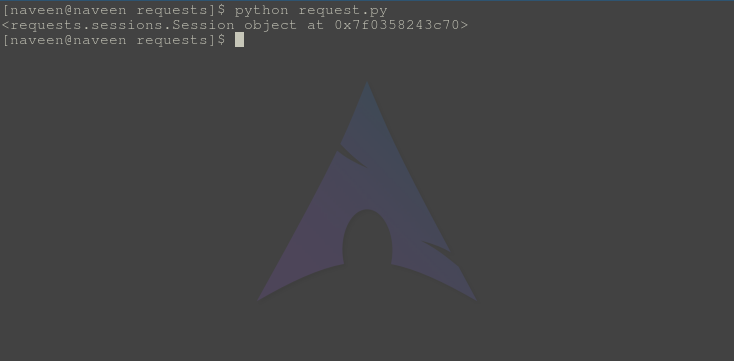 [naveen@naveen requests]$ python request.py
<requests.sessions.Session object at 0x7f0358243c70>
[naveen@naveen requests]$